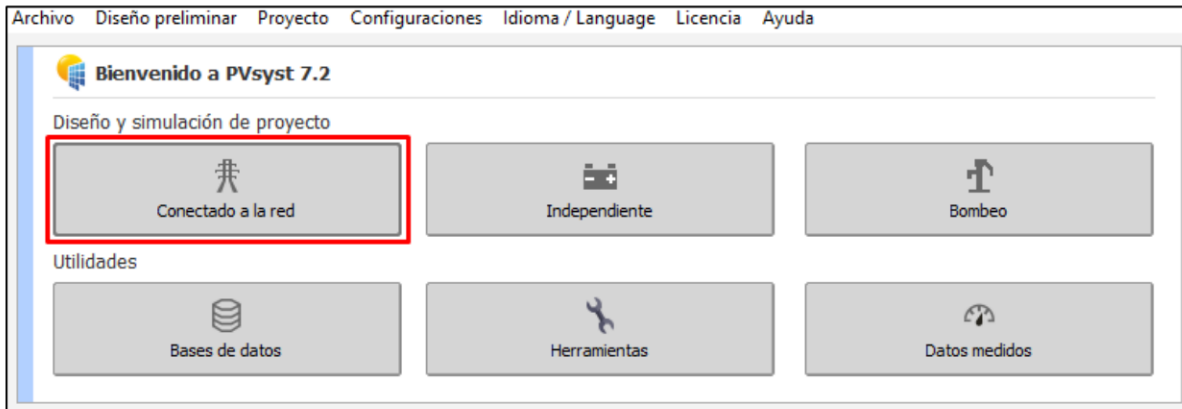 Archivo Diseño preliminar Proyecto Configuraciones Idioma / Language Licencia Ayuda
Bienvenido a PVsyst 7.2
Diseño y simulación de proyecto
Conectado a la red Independiente Bombeo
Utilidades
Bases de datos Herramientas Datos medidos